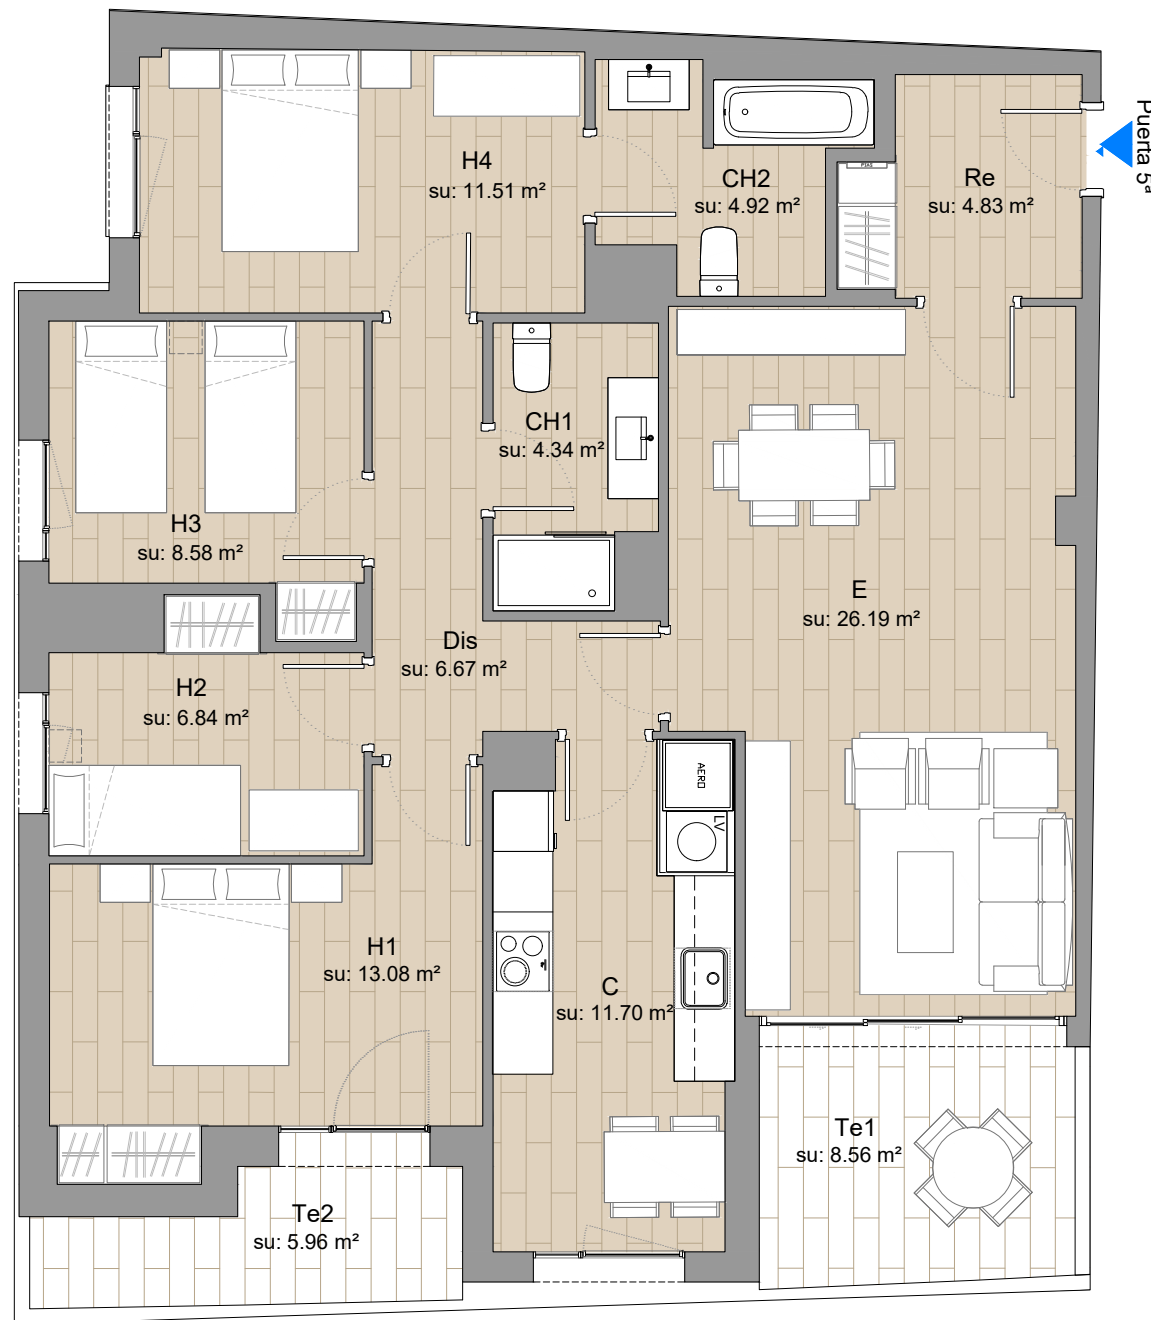 H4
su: 11.51 m²
CH2
su: 4.92 m²
PIAS
Re
su: 4.83 m²
Puerta 5ª
CH1
su: 4.34 m²
H3
su: 8.58 m²
E
su: 26.19 m²
Dis
su: 6.67 m²
H2
su: 6.84 m²
AERO
LV
H1
su: 13.08 m²
C
su: 11.70 m²
Te1
su: 8.56 m²
Te2
su: 5.96 m²